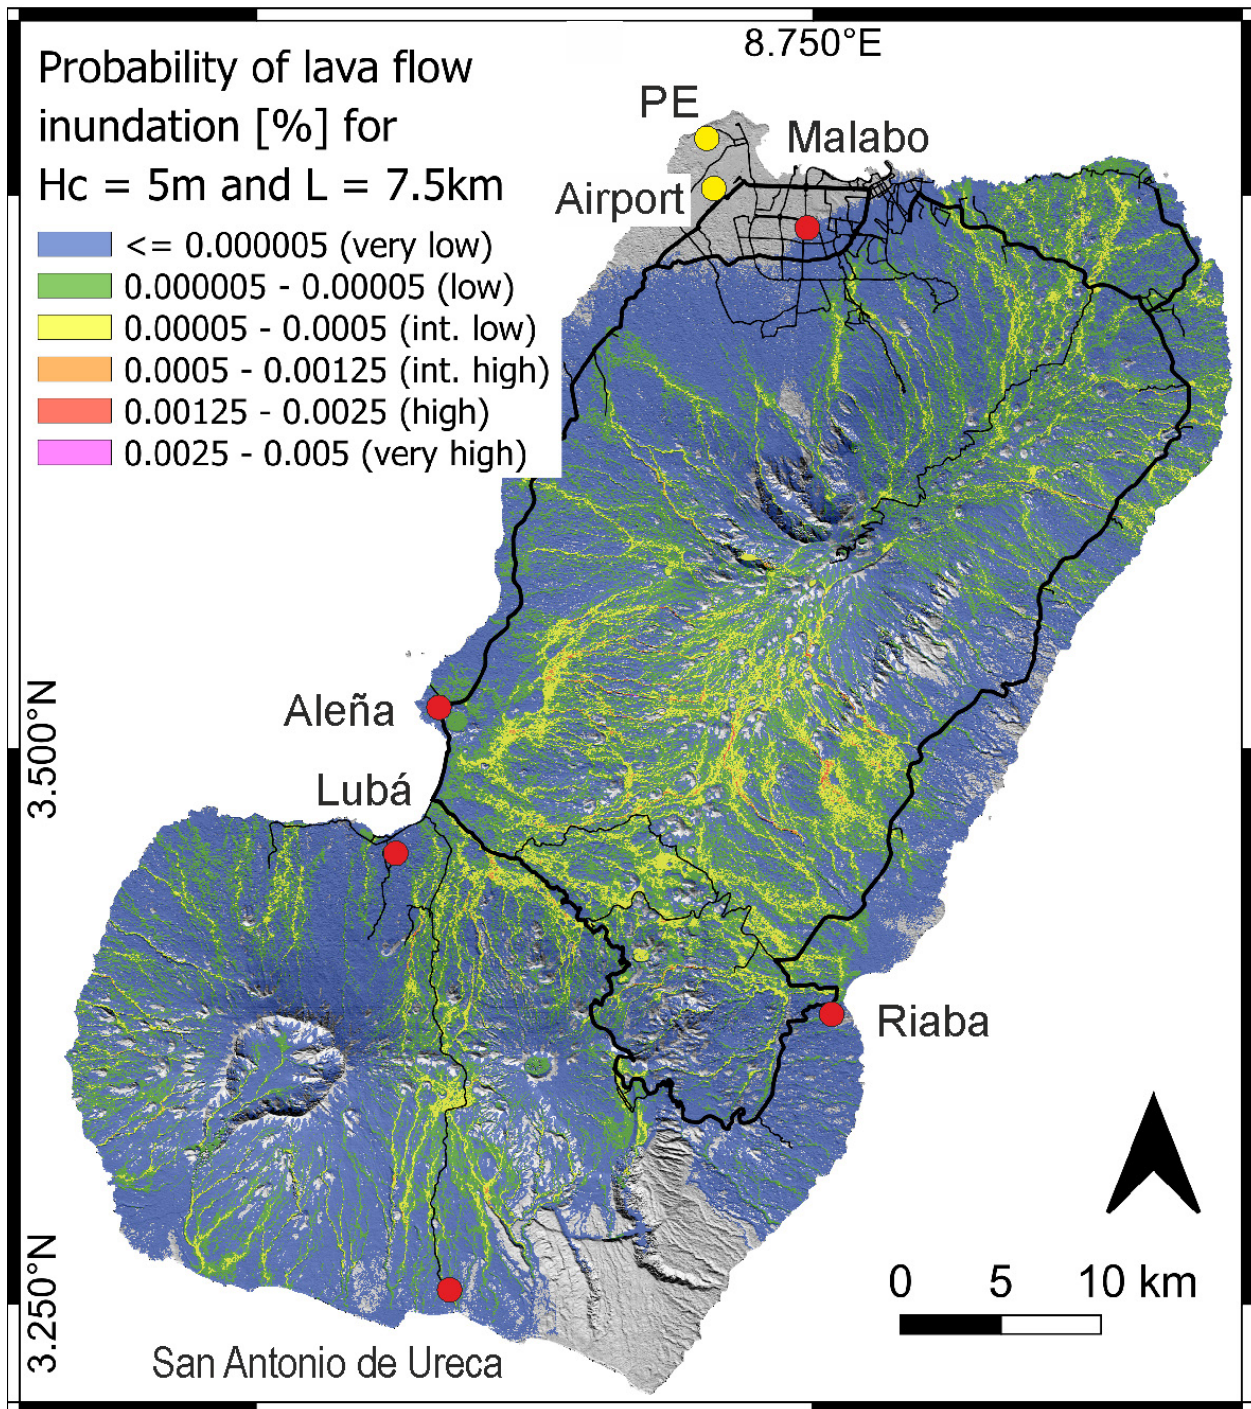 Probability of lava flow
inundation [%] for
Hc = 5m and L = 7.5km
<= 0.000005 (very low)
0.000005 - 0.00005 (low)
0.00005 - 0.0005 (int. low)
0.0005 - 0.00125 (int. high)
0.00125 - 0.0025 (high)
0.0025 - 0.005 (very high)
8.750°E
PE
Malabo
Airport
Aleña
3.500°N
Lubá
Riaba
3.250°N
0 5 10 km
San Antonio de Ureca